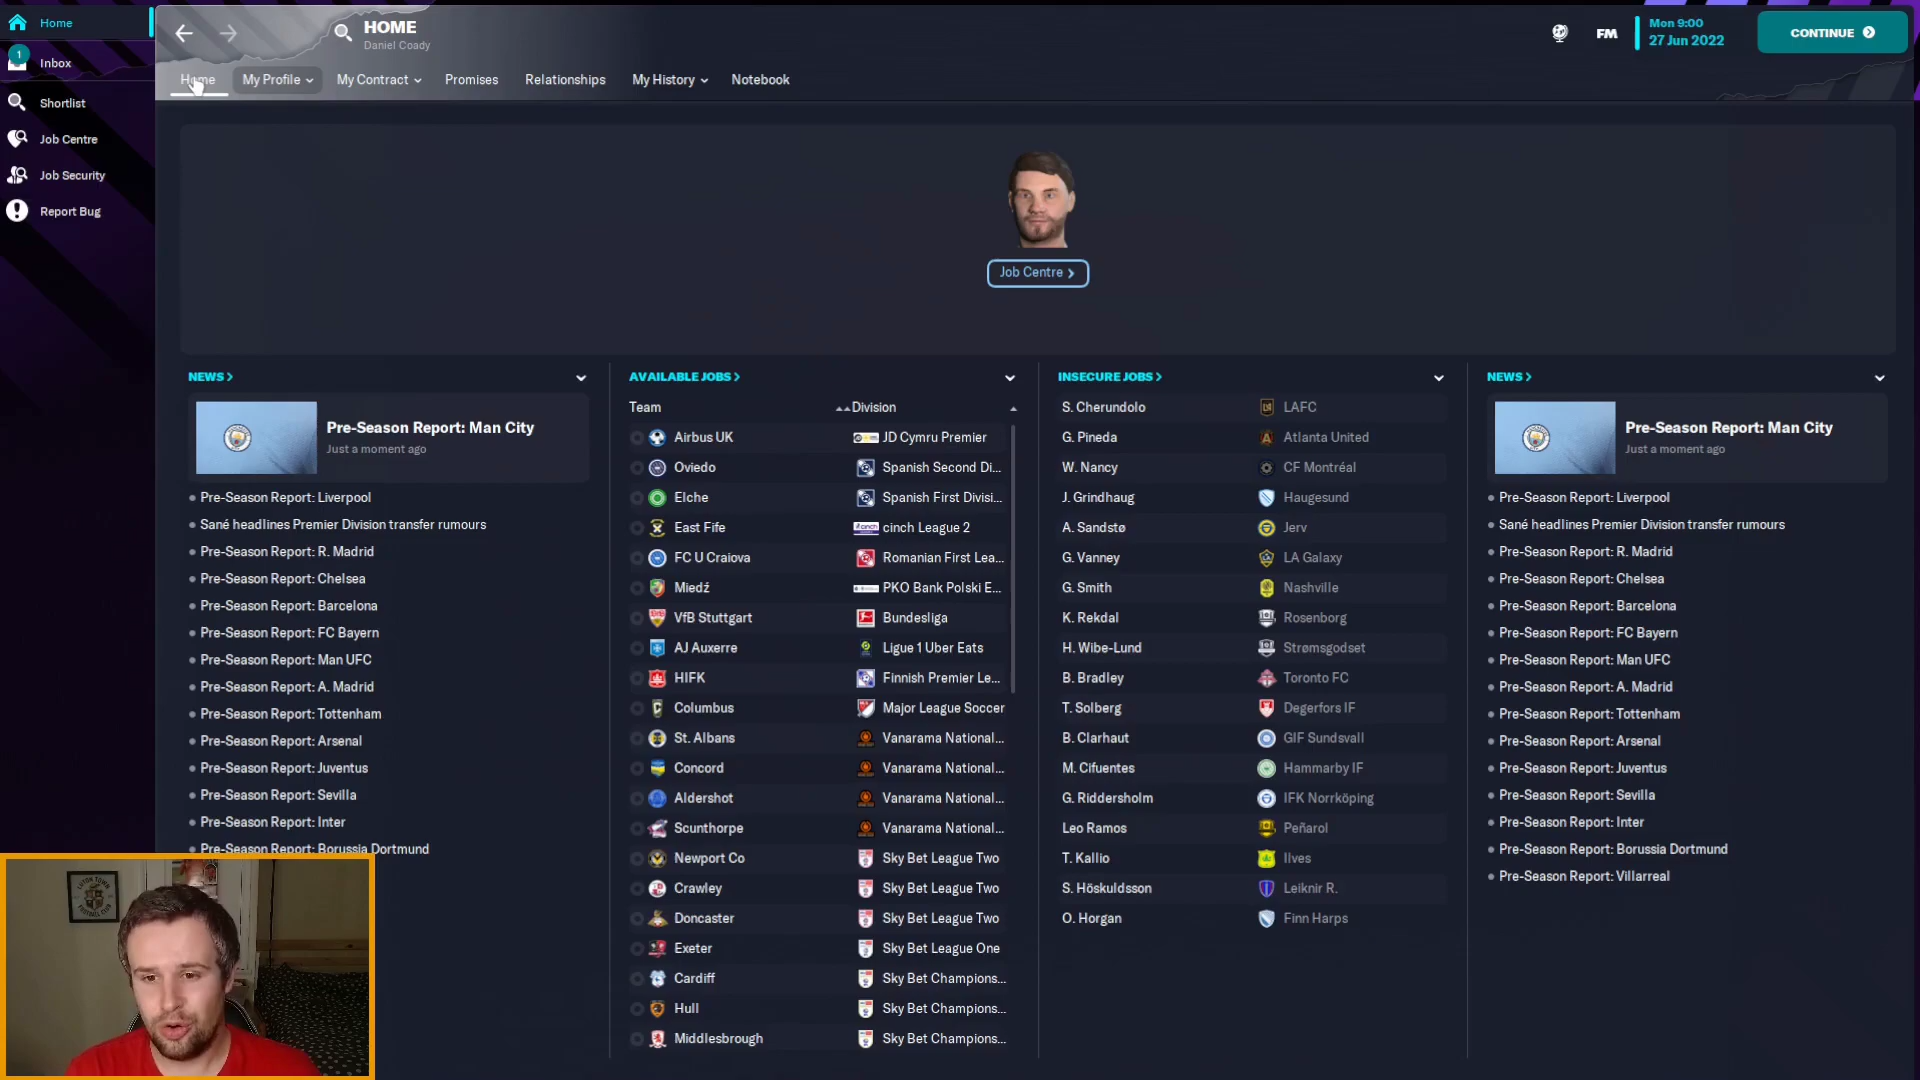 Home
1
Inbox
Shortlist
Job Centre
Job Security
Report Bug
HOME
Daniel Coady
FM
Mon 9:00
27 Jun 2022
CONTINUE
Home
My Profile
My Contract
Promises
Relationships
My History
Notebook
Job Centre
NEWS
Pre-Season Report: Man City
Just a moment ago
Pre-Season Report: Liverpool
Sané headlines Premier Division transfer rumours
Pre-Season Report: R. Madrid
Pre-Season Report: Chelsea
Pre-Season Report: Barcelona
Pre-Season Report: FC Bayern
Pre-Season Report: Man UFC
Pre-Season Report: A. Madrid
Pre-Season Report: Tottenham
Pre-Season Report: Arsenal
Pre-Season Report: Juventus
Pre-Season Report: Sevilla
Pre-Season Report: Inter
Pre-Season Report: Borussia Dortmund
AVAILABLE JOBS
Team Division
Airbus UK JD Cymru Premier
Oviedo Spanish Second Di...
Elche Spanish First Divisi...
East Fife cinch League 2
FC U Craiova Romanian First Lea...
Miedź PKO Bank Polski E...
VfB Stuttgart Bundesliga
AJ Auxerre Ligue 1 Uber Eats
HIFK Finnish Premier Le...
Columbus Major League Soccer
St. Albans Vanarama National...
Concord Vanarama National...
Aldershot Vanarama National...
Scunthorpe Vanarama National...
Newport Co Sky Bet League Two
Crawley Sky Bet League Two
Doncaster Sky Bet League Two
Exeter Sky Bet League One
Cardiff Sky Bet Champions...
Hull Sky Bet Champions...
Middlesbrough Sky Bet Champions...
INSECURE JOBS
S. Cherundolo LAFC
G. Pineda Atlanta United
W. Nancy CF Montréal
J. Grindhaug Haugesund
A. Sandstø Jerv
G. Vanney LA Galaxy
G. Smith Nashville
K. Rekdal Rosenborg
H. Wibe-Lund Strømsgodset
B. Bradley Toronto FC
T. Solberg Degerfors IF
B. Clarhaut GIF Sundsvall
M. Cifuentes Hammarby IF
G. Riddersholm IFK Norrköping
Leo Ramos Peñarol
T. Kallio Ilves
S. Höskuldsson Leiknir R.
O. Horgan Finn Harps
NEWS
Pre-Season Report: Man City
Just a moment ago
Pre-Season Report: Liverpool
Sané headlines Premier Division transfer rumours
Pre-Season Report: R. Madrid
Pre-Season Report: Chelsea
Pre-Season Report: Barcelona
Pre-Season Report: FC Bayern
Pre-Season Report: Man UFC
Pre-Season Report: A. Madrid
Pre-Season Report: Tottenham
Pre-Season Report: Arsenal
Pre-Season Report: Juventus
Pre-Season Report: Sevilla
Pre-Season Report: Inter
Pre-Season Report: Borussia Dortmund
Pre-Season Report: Villarreal
LUTON TOWN